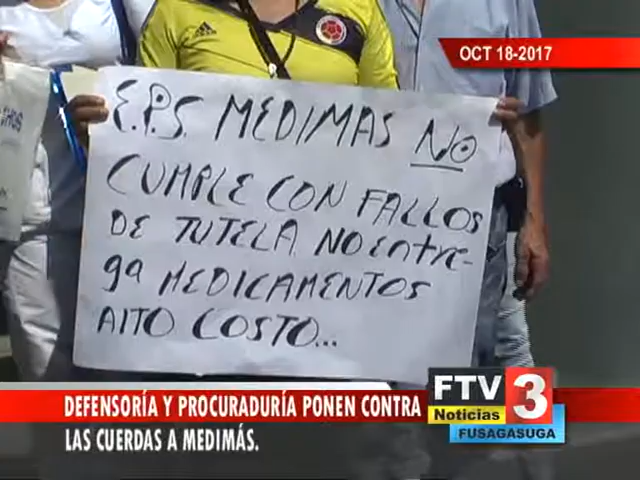 OCT 18-2017
adidas
E.P.S. MEDIMAS NO
CUMPLE CON FALLOS
DE TUTELA. NO Entre-
ga MEDICAMENTOS
AlTO COSTO...
FTV 3
Noticias
FUSAGASUGA
DEFENSORÍA Y PROCURADURÍA PONEN CONTRA
LAS CUERDAS A MEDIMÁS.